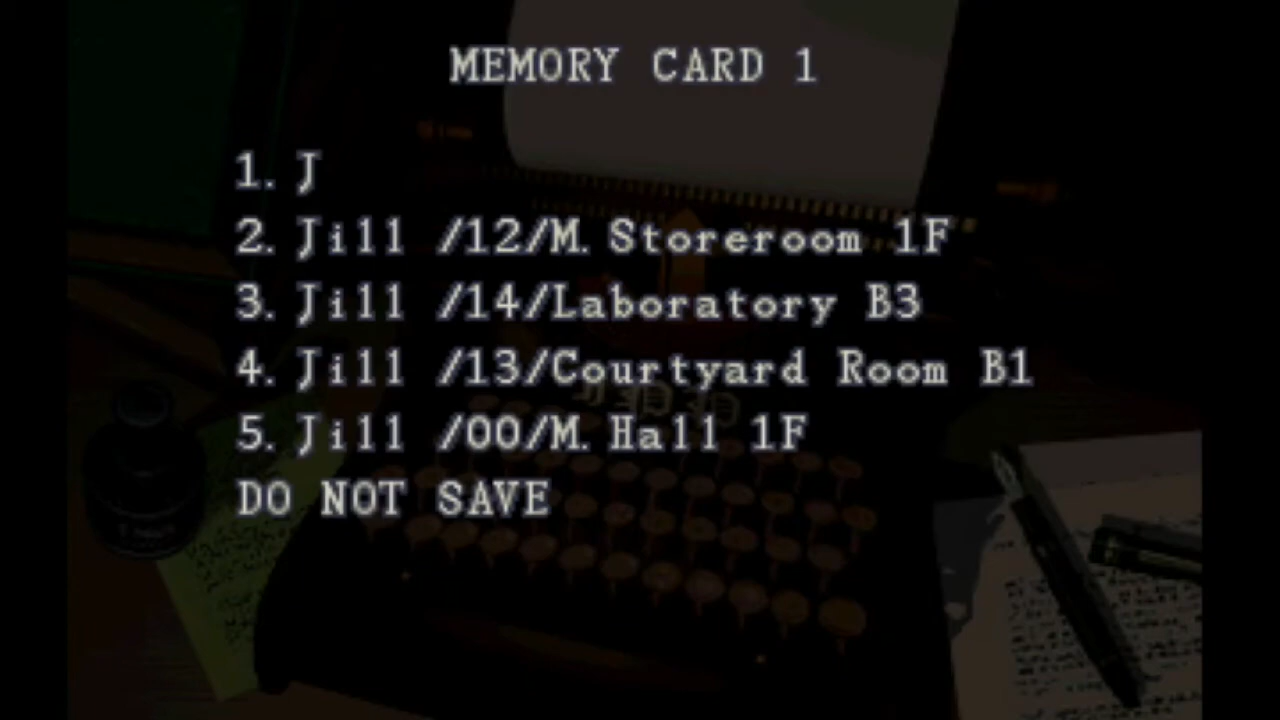 MEMORY CARD 1
1. J
2. Jill /12/M. Storeroom 1F
3. Jill /14/Laboratory B3
4. Jill /13/Courtyard Room B1
5. Jill /00/M. Hall 1F
DO NOT SAVE